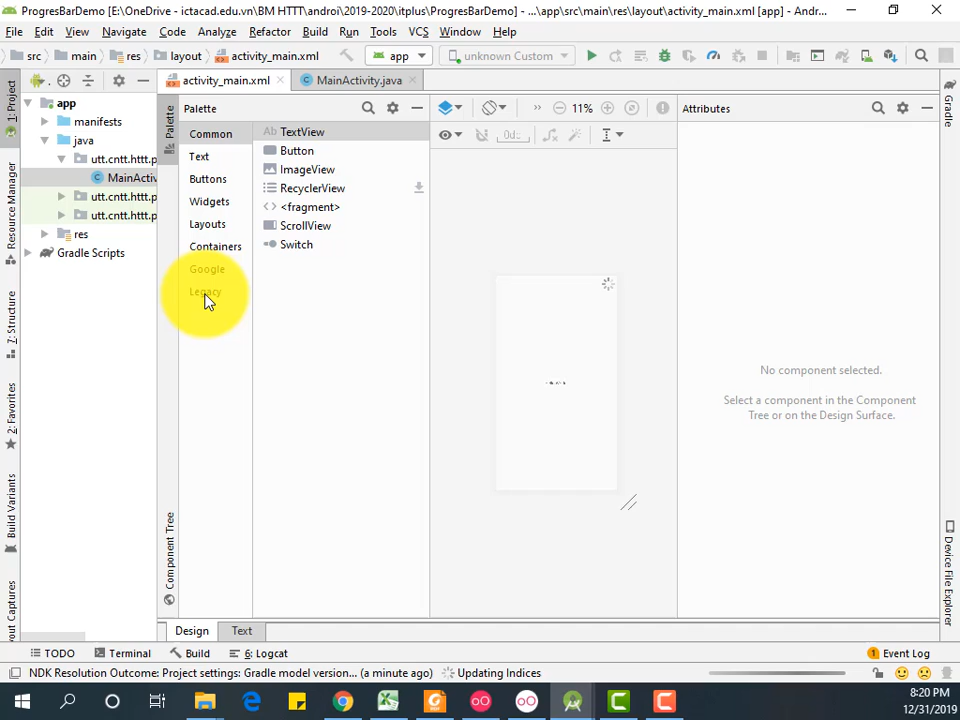 ProgresBarDemo [E:\OneDrive - ictacad.edu.vn\BM HTTT\androi\2019-2020\itplus\ProgresBarDemo] - ...\app\src\main\res\layout\activity_main.xml [app] - Andr...
File Edit View Navigate Code Analyze Refactor Build Run Tools VCS Window Help
src main res layout activity_main.xml unknown Custom app
activity_main.xml MainActivity.java
Palette 11% Attributes
Common
Text
Buttons
Widgets
Layouts
Containers
Google
Legacy
Ab TextView
Button
ImageView
RecyclerView
<fragment>
ScrollView
Switch
0dp
app
manifests
java
utt.cntt.httt.p
MainActiv
utt.cntt.httt.p
utt.cntt.httt.p
res
Gradle Scripts
1: Project
Resource Manager
Z: Structure
2: Favorites
Build Variants
yout Captures
Palette
Component Tree
No component selected.
Select a component in the Component
Tree or on the Design Surface.
Gradle
Device File Explorer
Design Text
TODO Terminal Build 6: Logcat 1 Event Log
NDK Resolution Outcome: Project settings: Gradle model version... (a minute ago) Updating Indices
8:20 PM
12/31/2019